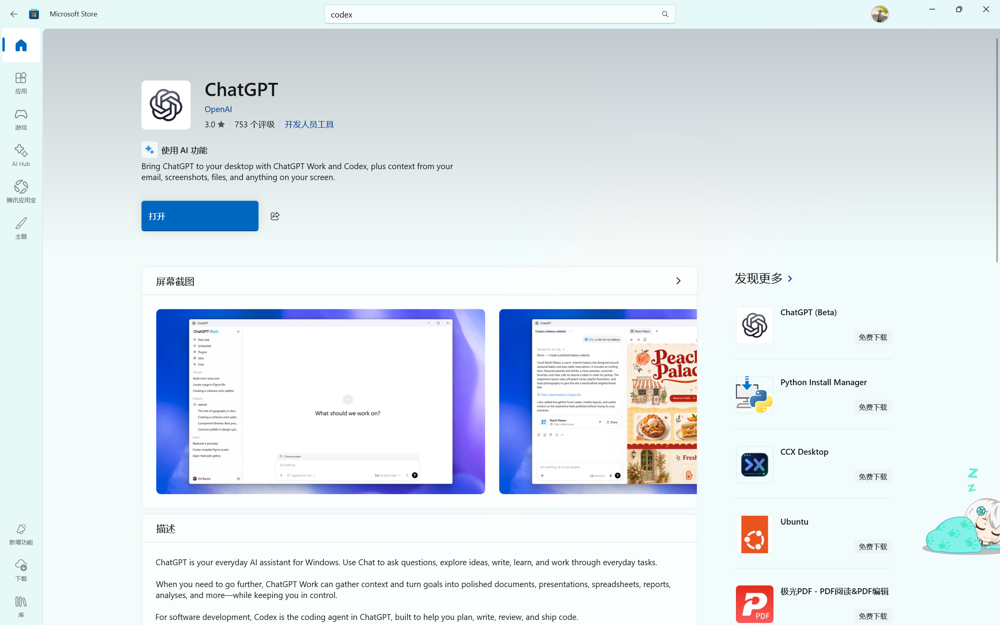 Microsoft Store
codex
应用
游戏
AI Hub
腾讯应用宝
主题
新增功能
下载
库
ChatGPT
OpenAI
3.0 ★ 753 个评级 开发人员工具
使用 AI 功能
Bring ChatGPT to your desktop with ChatGPT Work and Codex, plus context from your
email, screenshots, files, and anything on your screen.
打开
屏幕截图
ChatGPT
ChatGPT Work
New task
Scheduled
Plugins
Sites
Chat
Pinned
Build color ramp tool
Locate usage in Figma file
Creating a cohesive color palette
Projects
openai
The role of typography in desi...
Creating a cohesive color palet...
Component libraries: Best prac...
Common pitfalls in design syst...
Chats
Replicate X precisely
Create ramplab Figma screen
Open Yeetcode gallery
Ed Bayes
What should we work on?
Choose project
Do anything
Approve for me
5.6 Sol Extra High
ChatGPT
Create a bakery website
Sites a site for my bakery
Worked for 2m 30s
Done — I made a polished bakery website.
I built Peach Palace, a warm, cheerful bakery site designed around
seasonal bakes and easy table reservations. It includes an inviting
hero, featured pastries and drinks, a menu preview, customer
favorites, and clear calls to reserve a table or order for pickup. The
responsive layout uses soft peach tones, playful illustration, and
food photography to give the site a handcrafted neighborhood
feel.
https://peachpalace.chatgpt.site
I also added thoughtful hover states, mobile layouts, and subtle
motion so the experience feels polished without losing its cozy
character.
Peach Palace
Only visible to you
Share
Do anything. @ to use plugins
5.6 Medium
Peach Palace
Peach
Palac
Reserve a Table
Fresh
描述
ChatGPT is your everyday AI assistant for Windows. Use Chat to ask questions, explore ideas, write, learn, and work through everyday tasks.
When you need to go further, ChatGPT Work can gather context and turn goals into polished documents, presentations, spreadsheets, reports,
analyses, and more—while keeping you in control.
For software development, Codex is the coding agent in ChatGPT, built to help you plan, write, review, and ship code.
发现更多
ChatGPT (Beta)
免费下载
Python Install Manager
免费下载
CCX Desktop
免费下载
Ubuntu
免费下载
极光PDF - PDF阅读&PDF编辑
PDF
免费下载
Z
Z